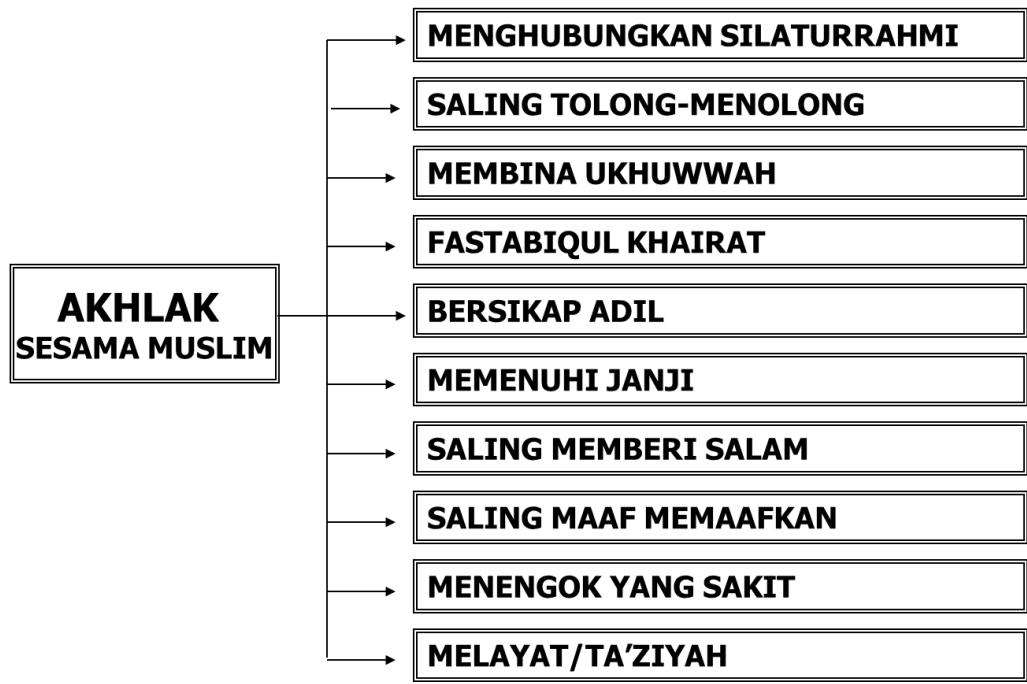 MENGHUBUNGKAN SILATURRAHMI
SALING TOLONG-MENOLONG
MEMBINA UKHUWWAH
FASTABIQUL KHAIRAT
AKHLAK
SESAMA MUSLIM
BERSIKAP ADIL
MEMENUHI JANJI
SALING MEMBERI SALAM
SALING MAAF MEMAAFKAN
MENENGOK YANG SAKIT
MELAYAT/TA’ZIYAH